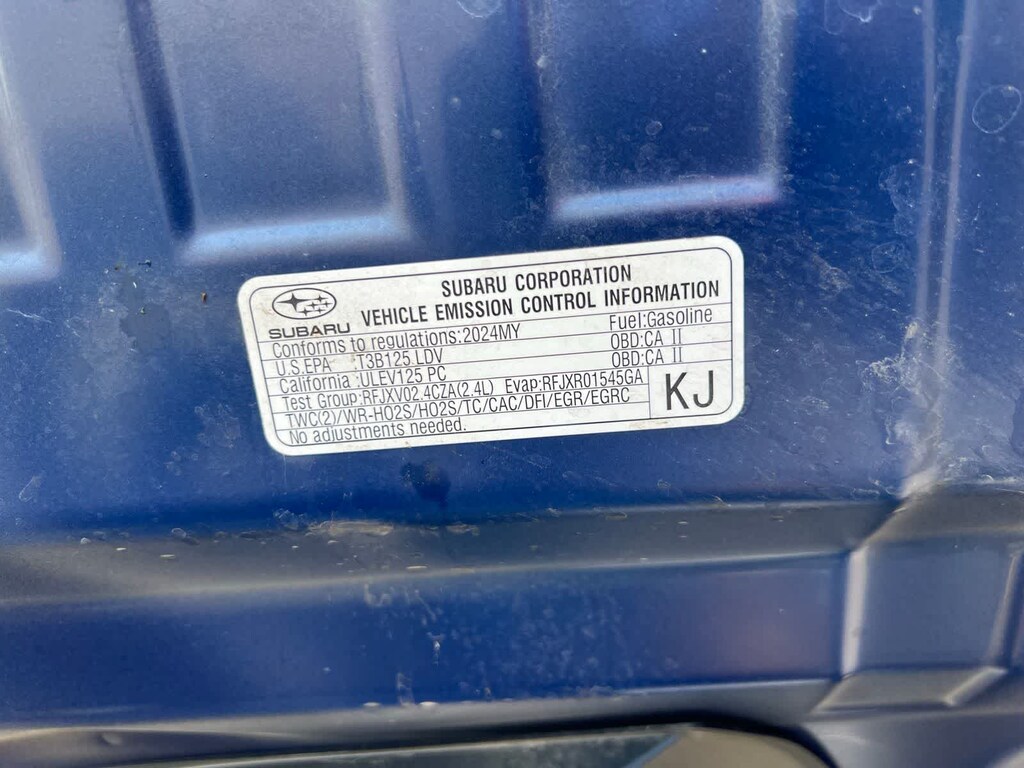 SUBARU CORPORATION
SUBARU VEHICLE EMISSION CONTROL INFORMATION
Conforms to regulations:2024MY Fuel:Gasoline
U.S.EPA :T3B125 LDV OBD:CA II
California :ULEV125 PC OBD:CA II
Test Group:RFJXV02.4CZA(2.4L) Evap:RFJXR01545GA
TWC(2)/WR-HO2S/HO2S/TC/CAC/DFI/EGR/EGRC
No adjustments needed.
KJ